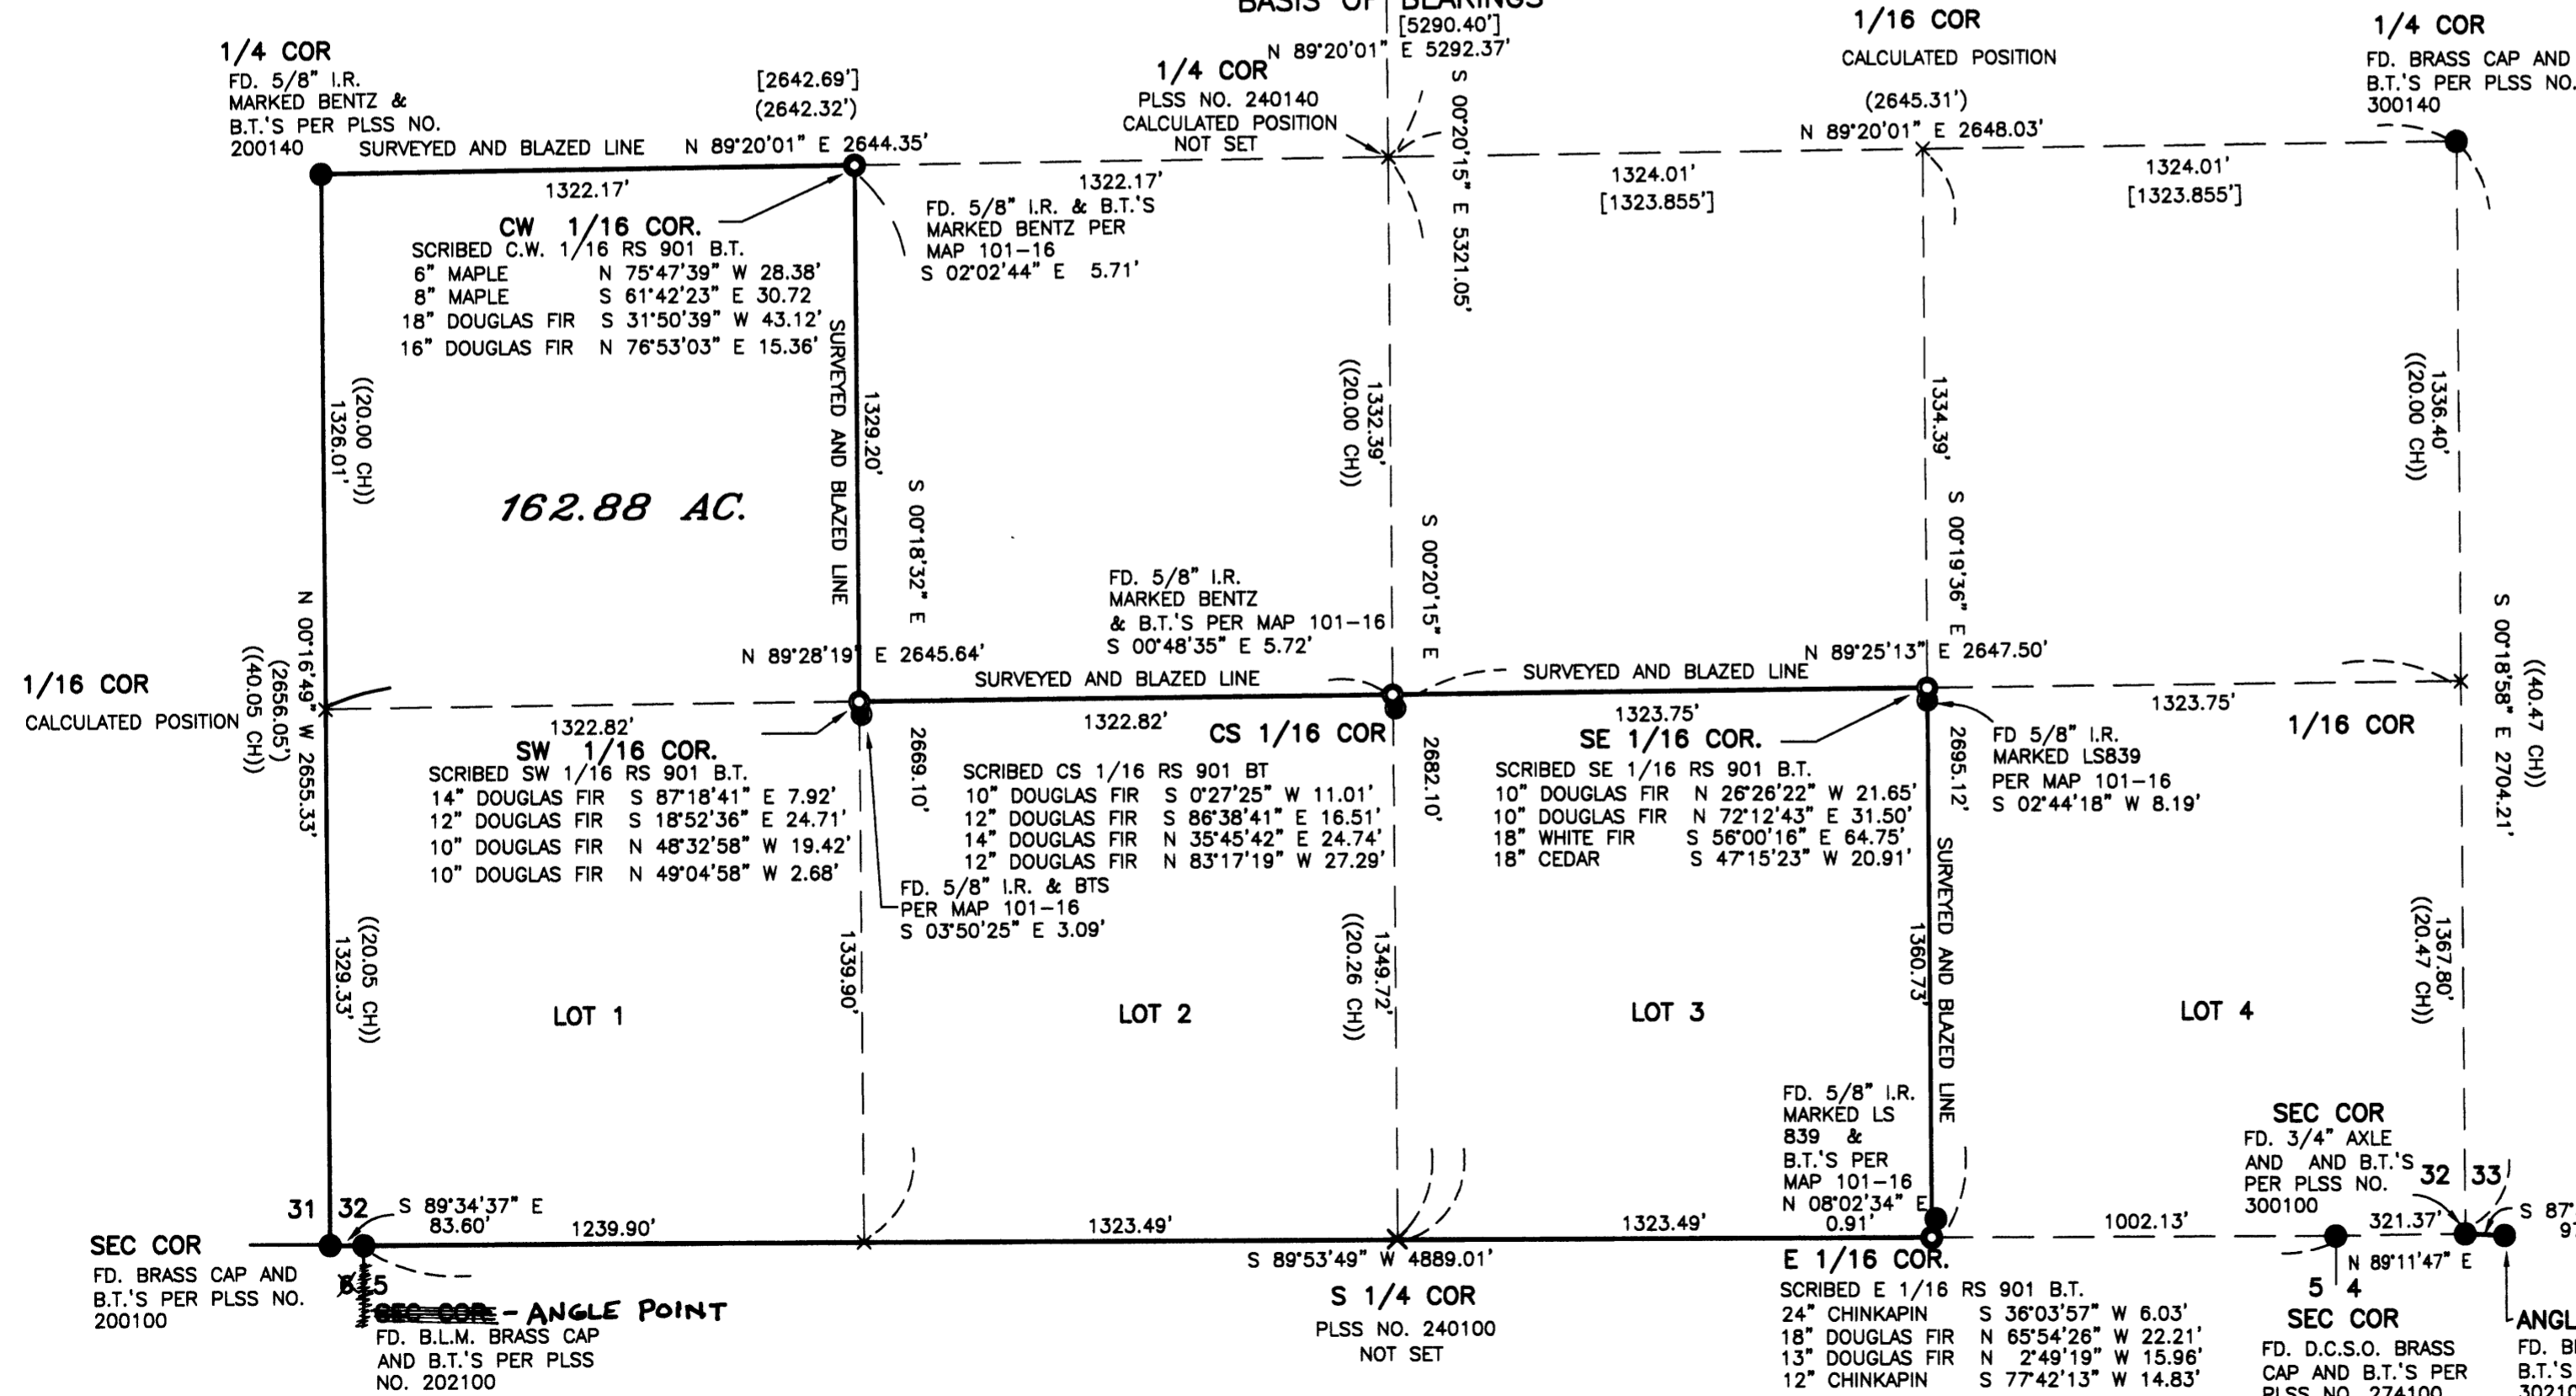 BASIS OF BEARINGS
[5290.40']
N 89°20'01" E 5292.37'
1/4 COR
FD. 5/8" I.R.
MARKED BENTZ &
B.T.'S PER PLSS NO.
200140
SURVEYED AND BLAZED LINE
[2642.69']
(2642.32')
N 89°20'01" E 2644.35'
1/4 COR
PLSS NO. 240140
CALCULATED POSITION
NOT SET
S 00°20'15" E 5321.05'
1/16 COR
CALCULATED POSITION
(2645.31')
N 89°20'01" E 2648.03'
1/4 COR
FD. BRASS CAP AND
B.T.'S PER PLSS NO.
300140
1322.17'
1322.17'
1324.01'
[1323.855']
1324.01'
[1323.855']
CW 1/16 COR.
SCRIBED C.W. 1/16 RS 901 B.T.
6" MAPLE N 75°47'39" W 28.38'
8" MAPLE S 61°42'23" E 30.72
18" DOUGLAS FIR S 31°50'39" W 43.12'
16" DOUGLAS FIR N 76°53'03" E 15.36'
FD. 5/8" I.R. & B.T.'S
MARKED BENTZ PER
MAP 101-16
S 02°02'44" E 5.71'
((20.00 CH))
1326.01'
SURVEYED AND BLAZED LINE
1329.20'
S 00°18'32" E
2669.10'
1332.39'
((20.00 CH))
1334.39'
1336.40'
((20.00 CH))
162.88 AC.
S 00°20'15" E
2682.10'
S 00°19'36" E
2695.12'
S 00°18'58" E 2704.21'
((40.47 CH))
N 00°16'49" W 2655.33'
(2656.05')
((40.05 CH))
FD. 5/8" I.R.
MARKED BENTZ
& B.T.'S PER MAP 101-16
S 00°48'35" E 5.72'
N 89°28'19" E 2645.64'
SURVEYED AND BLAZED LINE
SURVEYED AND BLAZED LINE
N 89°25'13" E 2647.50'
1/16 COR
CALCULATED POSITION
1322.82'
1322.82'
1323.75'
1323.75'
1/16 COR
SW 1/16 COR.
SCRIBED SW 1/16 RS 901 B.T.
14" DOUGLAS FIR S 87°18'41" E 7.92'
12" DOUGLAS FIR S 18°52'36" E 24.71'
10" DOUGLAS FIR N 48°32'58" W 19.42'
10" DOUGLAS FIR N 49°04'58" W 2.68'
FD. 5/8" I.R. & BTS
PER MAP 101-16
S 03°50'25" E 3.09'
CS 1/16 COR
SCRIBED CS 1/16 RS 901 BT
10" DOUGLAS FIR S 0°27'25" W 11.01'
12" DOUGLAS FIR S 86°38'41" E 16.51'
14" DOUGLAS FIR N 35°45'42" E 24.74'
12" DOUGLAS FIR N 83°17'19" W 27.29'
SE 1/16 COR.
SCRIBED SE 1/16 RS 901 B.T.
10" DOUGLAS FIR N 26°26'22" W 21.65'
10" DOUGLAS FIR N 72°12'43" E 31.50'
18" WHITE FIR S 56°00'16" E 64.75'
18" CEDAR S 47°15'23" W 20.91'
FD 5/8" I.R.
MARKED LS839
PER MAP 101-16
S 02°44'18" W 8.19'
((20.05 CH))
1329.33'
1339.90'
1349.72'
((20.26 CH))
1360.73'
SURVEYED AND BLAZED LINE
1367.80'
((20.47 CH))
LOT 1
LOT 2
LOT 3
LOT 4
FD. 5/8" I.R.
MARKED LS
839 &
B.T.'S PER
MAP 101-16
N 08°02'34" E
0.91'
SEC COR
FD. 3/4" AXLE
AND AND B.T.'S
PER PLSS NO.
300100
32 33
31 32
S 89°34'37" E
83.60'
1239.90'
1323.49'
1323.49'
1002.13'
321.37'
S 87°
N 89°11'47" E
S 89°53'49" W 4889.01'
SEC COR
FD. BRASS CAP AND
B.T.'S PER PLSS NO.
200100
6 5
SEC COR - ANGLE POINT
FD. B.L.M. BRASS CAP
AND B.T.'S PER PLSS
NO. 202100
S 1/4 COR
PLSS NO. 240100
NOT SET
E 1/16 COR.
SCRIBED E 1/16 RS 901 B.T.
24" CHINKAPIN S 36°03'57" W 6.03'
18" DOUGLAS FIR N 65°54'26" W 22.21'
13" DOUGLAS FIR N 2°49'19" W 15.96'
12" CHINKAPIN S 77°42'13" W 14.83'
5 4
SEC COR
FD. D.C.S.O. BRASS
CAP AND B.T.'S PER
PLSS NO. 274100
ANGL
FD. B
B.T.'S
30210